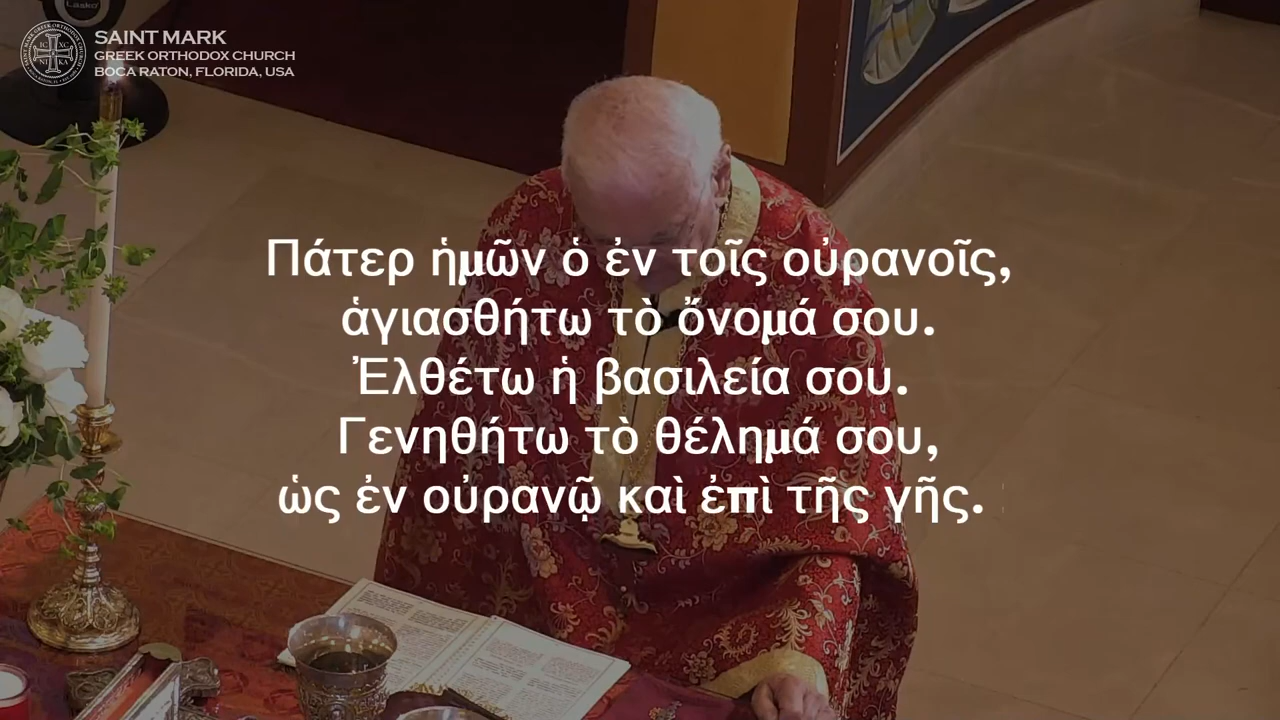 SAINT MARK
GREEK ORTHODOX CHURCH
BOCA RATON, FLORIDA, USA
Πάτερ ἡμῶν ὁ ἐν τοῖς οὐρανοῖς,
ἁγιασθήτω τὸ ὄνομά σου.
Ἐλθέτω ἡ βασιλεία σου.
Γενηθήτω τὸ θέλημά σου,
ὡς ἐν οὐρανῷ καὶ ἐπὶ τῆς γῆς.